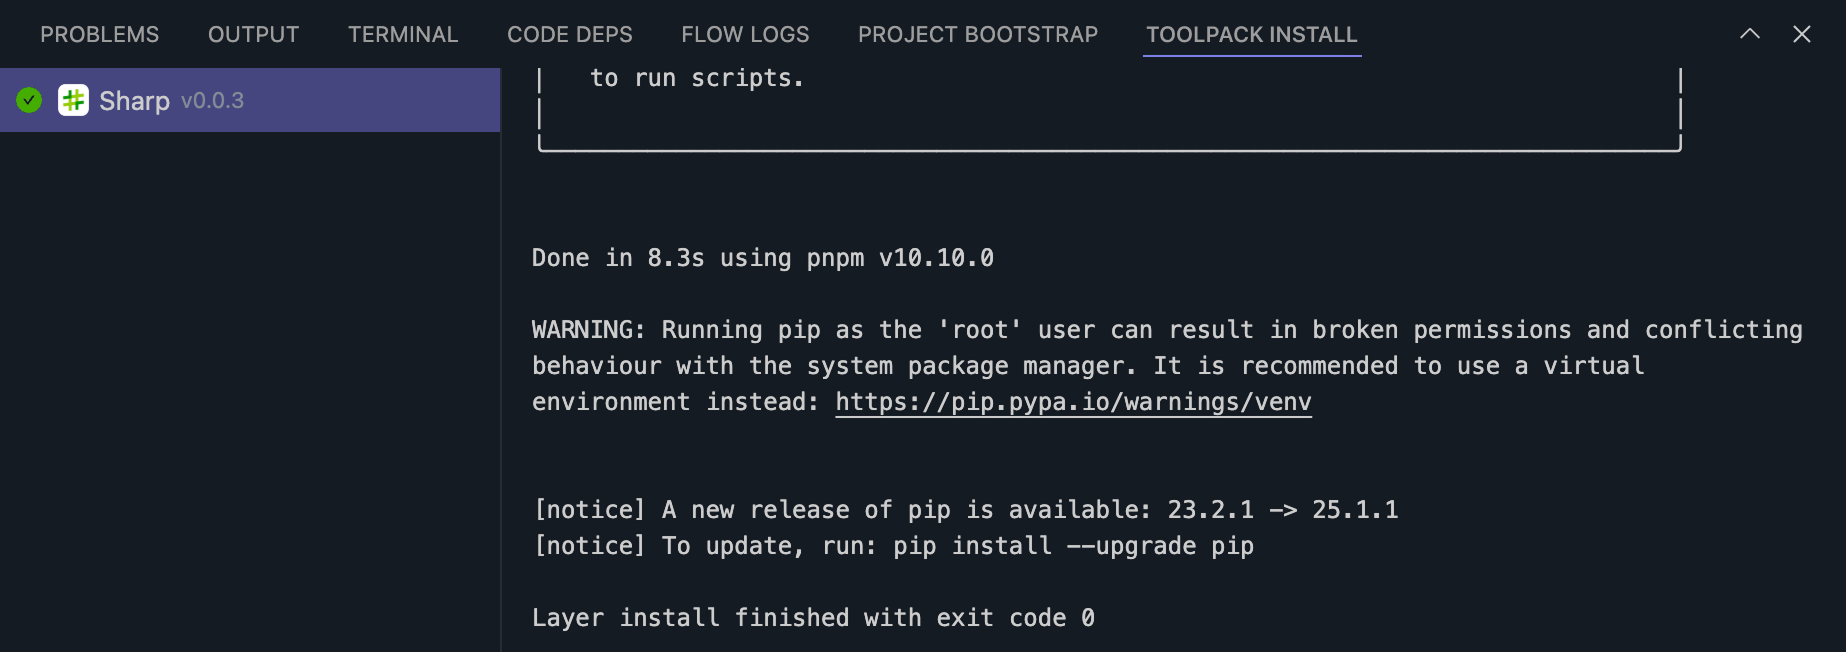 PROBLEMS OUTPUT TERMINAL CODE DEPS FLOW LOGS PROJECT BOOTSTRAP TOOLPACK INSTALL
Sharp v0.0.3
to run scripts.
Done in 8.3s using pnpm v10.10.0
WARNING: Running pip as the 'root' user can result in broken permissions and conflicting
behaviour with the system package manager. It is recommended to use a virtual
environment instead: https://pip.pypa.io/warnings/venv
[notice] A new release of pip is available: 23.2.1 -> 25.1.1
[notice] To update, run: pip install --upgrade pip
Layer install finished with exit code 0